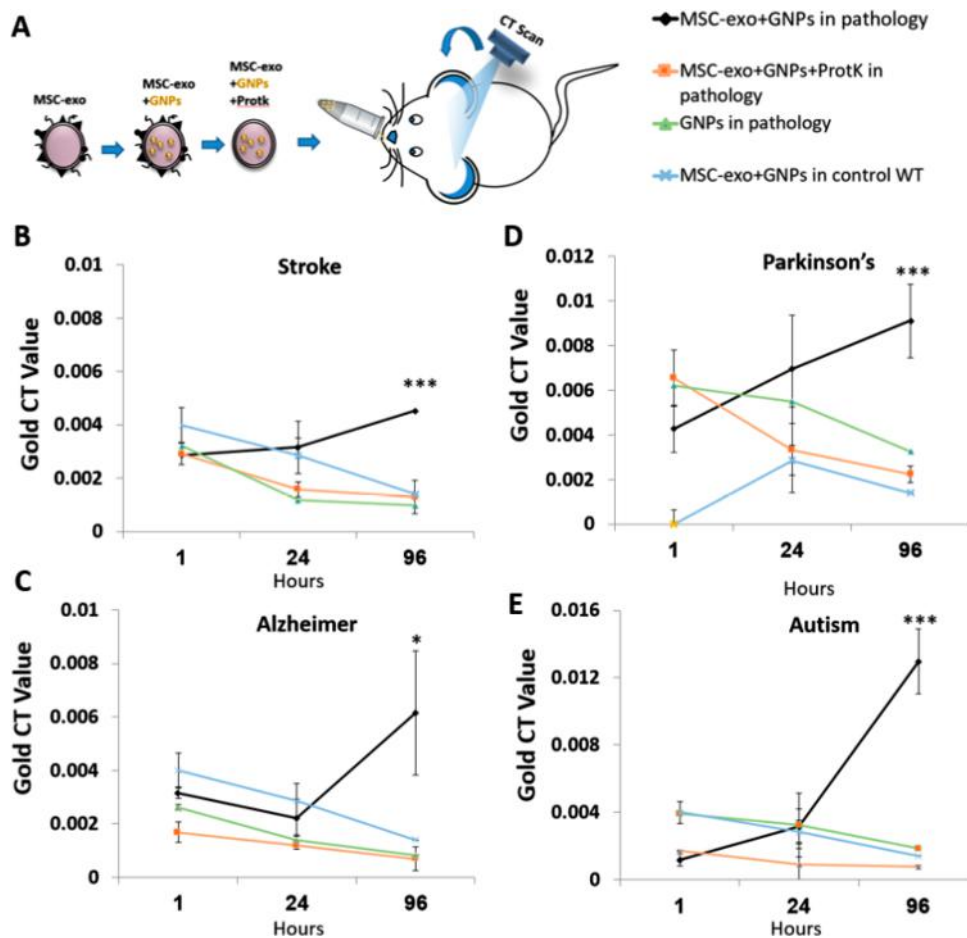 A
MSC-exo
MSC-exo
+GNPs
MSC-exo
+GNPs
+Protk
CT Scan
MSC-exo+GNPs in pathology
MSC-exo+GNPs+ProtK in
pathology
GNPs in pathology
MSC-exo+GNPs in control WT
B
Stroke
Gold CT Value
0.01
0.008
0.006
0.004
0.002
0
***
1 24 96
Hours
D
Parkinson's
Gold CT Value
0.012
0.01
0.008
0.006
0.004
0.002
0
***
1 24 96
Hours
C
Alzheimer
Gold CT Value
0.01
0.008
0.006
0.004
0.002
0
*
1 24 96
Hours
E
Autism
Gold CT Value
0.016
0.012
0.008
0.004
0
***
1 24 96
Hours